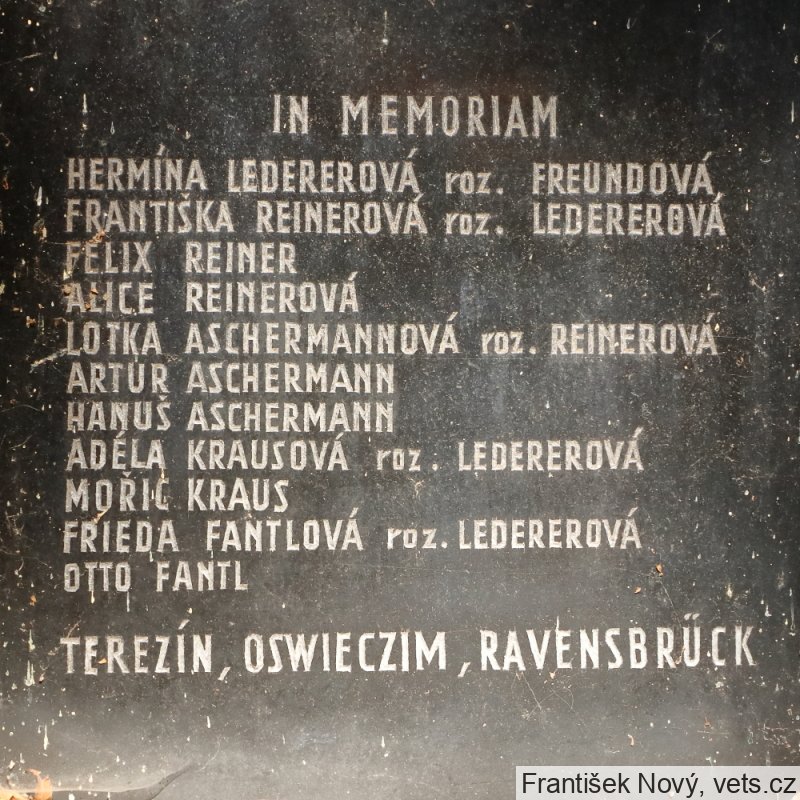 IN MEMORIAM
HERMÍNA LEDEREROVÁ roz. FREUNDOVÁ
FRANTIŠKA REINEROVÁ roz. LEDEREROVÁ
FELIX REINER
ALICE REINEROVÁ
LOTKA ASCHERMANNOVÁ roz. REINEROVÁ
ARTUR ASCHERMANN
HANUŠ ASCHERMANN
ADÉLA KRAUSOVÁ roz. LEDEREROVÁ
MOŘIC KRAUS
FRIEDA FANTLOVÁ roz. LEDEREROVÁ
OTTO FANTL
TEREZÍN, OSWIECZIM, RAVENSBRÜCK
František Nový, vets.cz